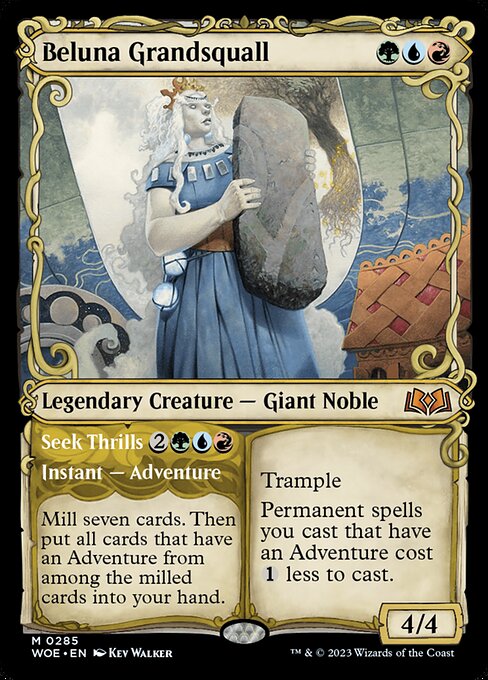 Beluna Grandsquall
Legendary Creature — Giant Noble
Seek Thrills 2
Instant — Adventure
Mill seven cards. Then
put all cards that have
an Adventure from
among the milled
cards into your hand.
Trample
Permanent spells
you cast that have
an Adventure cost
1 less to cast.
4/4
M 0285
WOE • EN Kev Walker
™ & © 2023 Wizards of the Coast